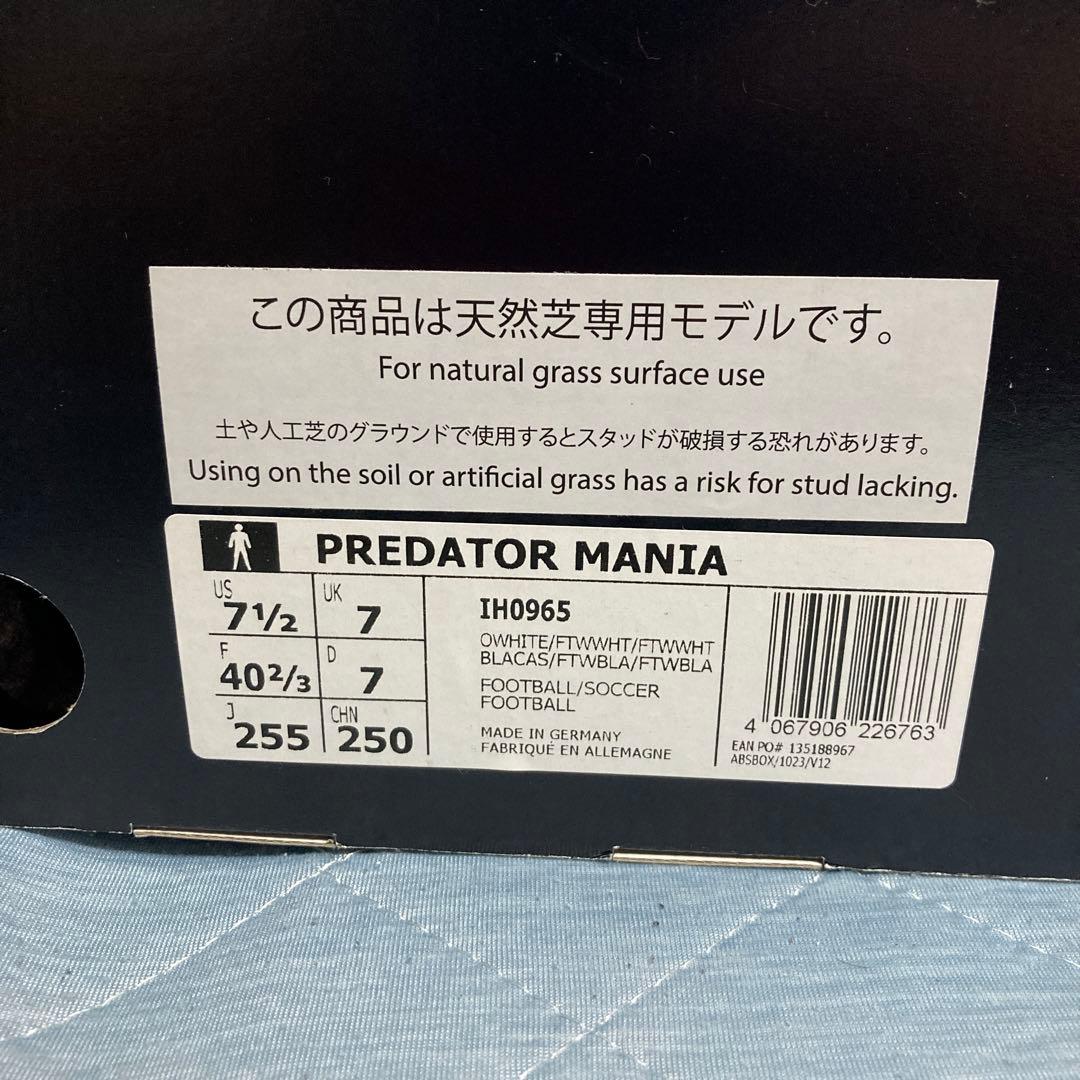 この商品は天然芝専用モデルです。
For natural grass surface use
土や人工芝のグラウンドで使用するとスタッドが破損する恐れがあります。
Using on the soil or artificial grass has a risk for stud lacking.
PREDATOR MANIA
US 7½ UK 7
F 40⅔ D 7
J 255 CHN 250
IH0965
OWHITE/FTWWHT/FTWWHT
BLACAS/FTWBLA/FTWBLA
FOOTBALL/SOCCER
FOOTBALL
MADE IN GERMANY
FABRIQUÉ EN ALLEMAGNE
4 067906 226763
EAN PO# 135188967
ABSBOX/1023/V12